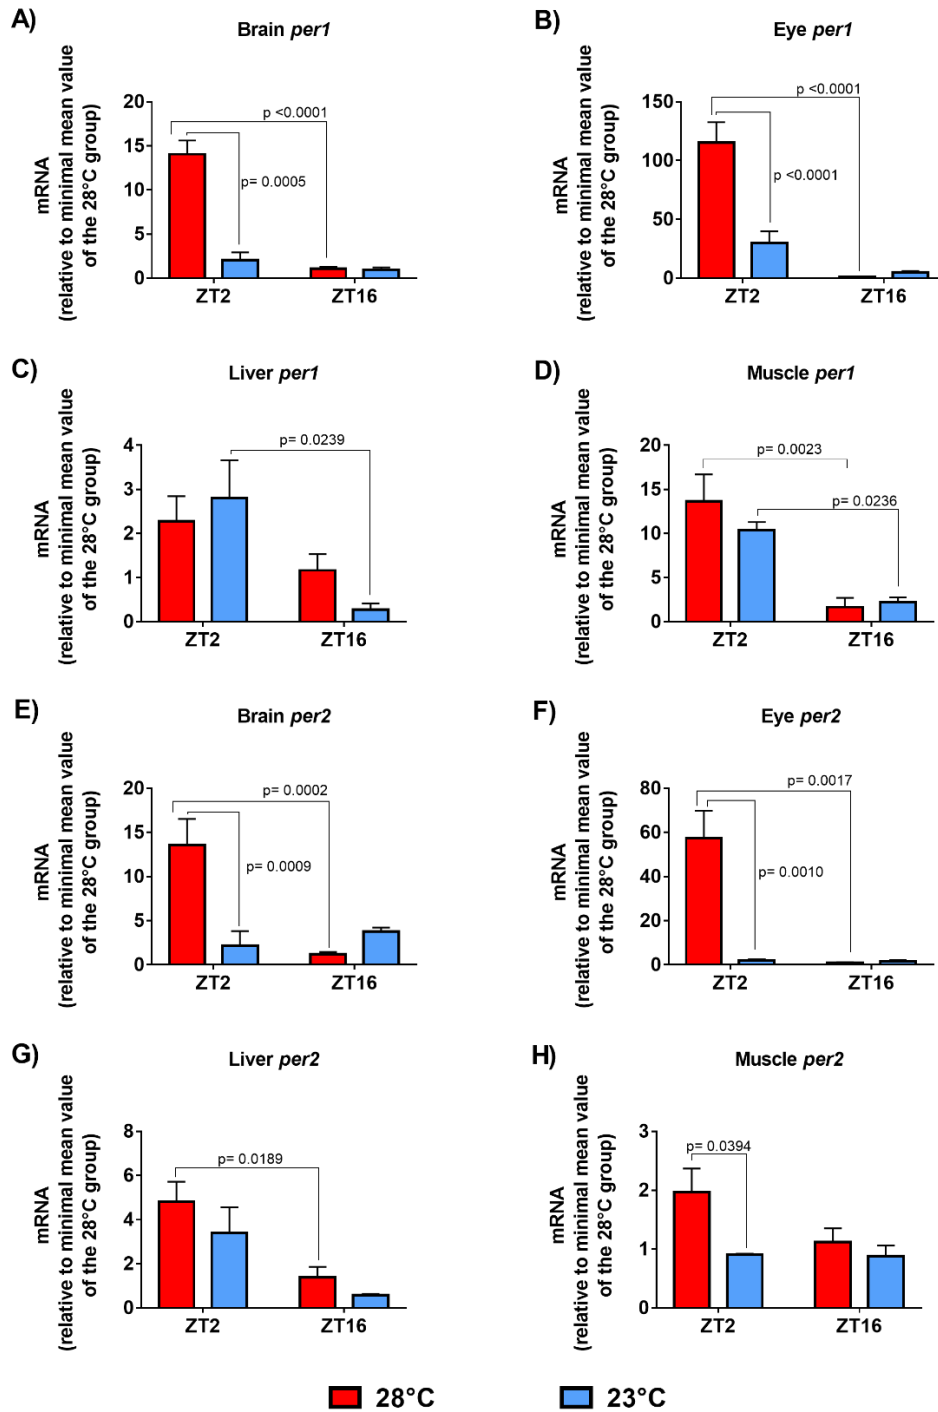 A)
Brain per1
mRNA
(relative to minimal mean value
of the 28°C group)
20
15
10
5
0
p <0.0001
p= 0.0005
ZT2
ZT16
B)
Eye per1
mRNA
(relative to minimal mean value
of the 28°C group)
150
100
50
0
p <0.0001
p <0.0001
ZT2
ZT16
C)
Liver per1
mRNA
(relative to minimal mean value
of the 28°C group)
4
3
2
1
0
p= 0.0239
ZT2
ZT16
D)
Muscle per1
mRNA
(relative to minimal mean value
of the 28°C group)
20
15
10
5
0
p= 0.0023
p= 0.0236
ZT2
ZT16
E)
Brain per2
mRNA
(relative to minimal mean value
of the 28°C group)
20
15
10
5
0
p= 0.0002
p= 0.0009
ZT2
ZT16
F)
Eye per2
mRNA
(relative to minimal mean value
of the 28°C group)
80
60
40
20
0
p= 0.0017
p= 0.0010
ZT2
ZT16
G)
Liver per2
mRNA
(relative to minimal mean value
of the 28°C group)
8
6
4
2
0
p= 0.0189
ZT2
ZT16
H)
Muscle per2
mRNA
(relative to minimal mean value
of the 28°C group)
3
2
1
0
p= 0.0394
ZT2
ZT16
28°C
23°C